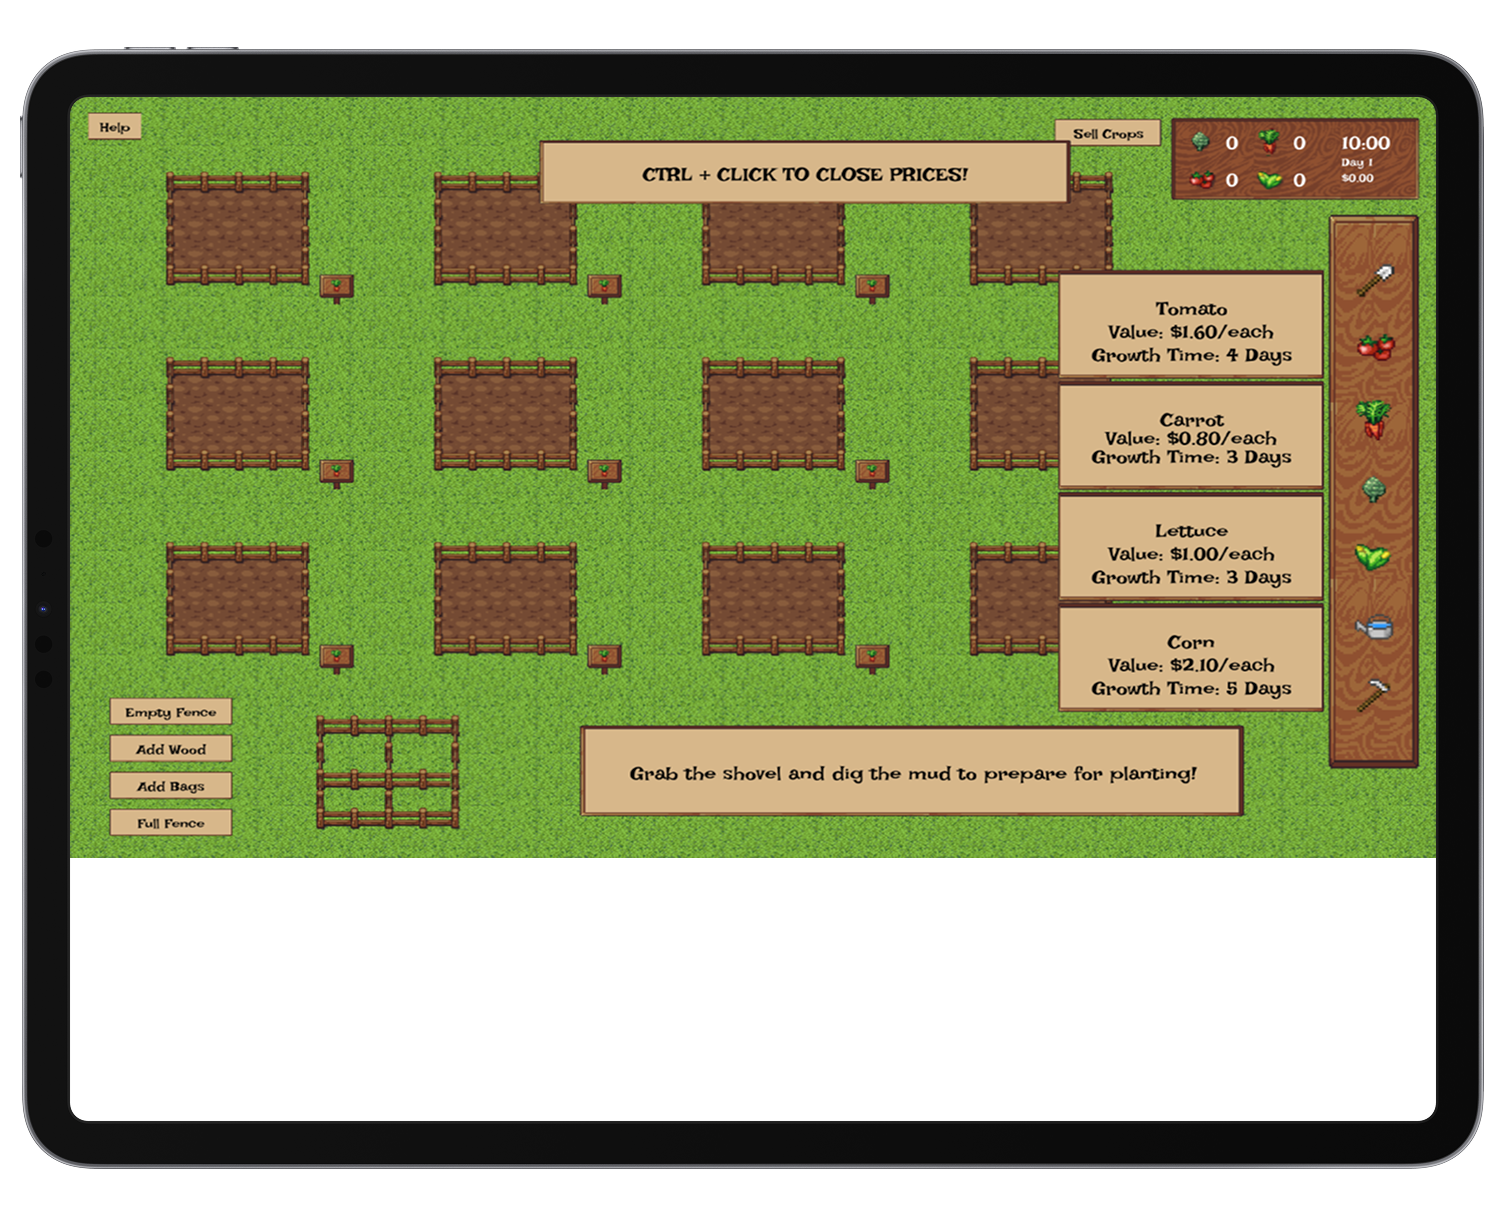 Help
Sell Crops
0
0
10:00
Day 1
0
0
$0.00
CTRL + CLICK TO CLOSE PRICES!
Tomato
Value: $1.60/each
Growth Time: 4 Days
Carrot
Value: $0.80/each
Growth Time: 3 Days
Lettuce
Value: $1.00/each
Growth Time: 3 Days
Corn
Value: $2.10/each
Growth Time: 5 Days
Empty Fence
Add Wood
Add Bags
Full Fence
Grab the shovel and dig the mud to prepare for planting!